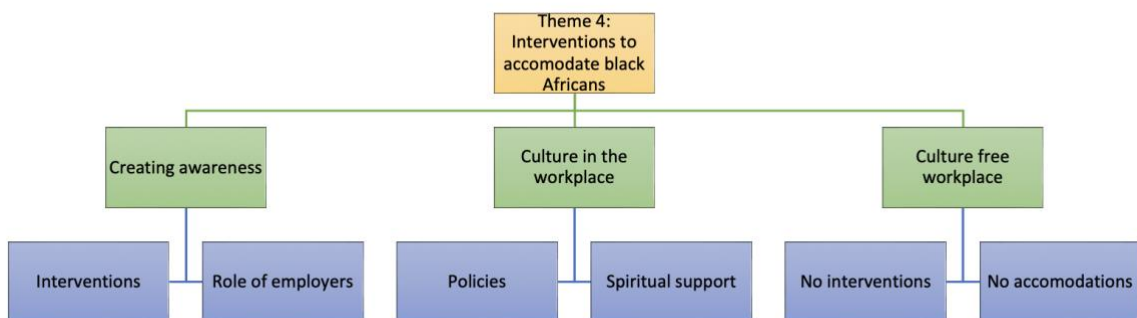 Theme 4:
Interventions to
accomodate black
Africans
Creating awareness
Culture in the
workplace
Culture free
workplace
Interventions
Role of employers
Policies
Spiritual support
No interventions
No accomodations